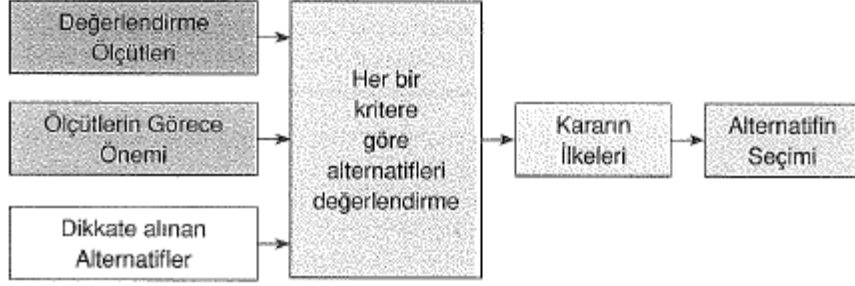 Değerlendirme
Ölçütleri
Ölçütlerin Görece
Önemi
Dikkate alınan
Alternatifler
Her bir
kritere
göre
alternatifleri
değerlendirme
Kararın
İlkeleri
Alternatifin
Seçimi